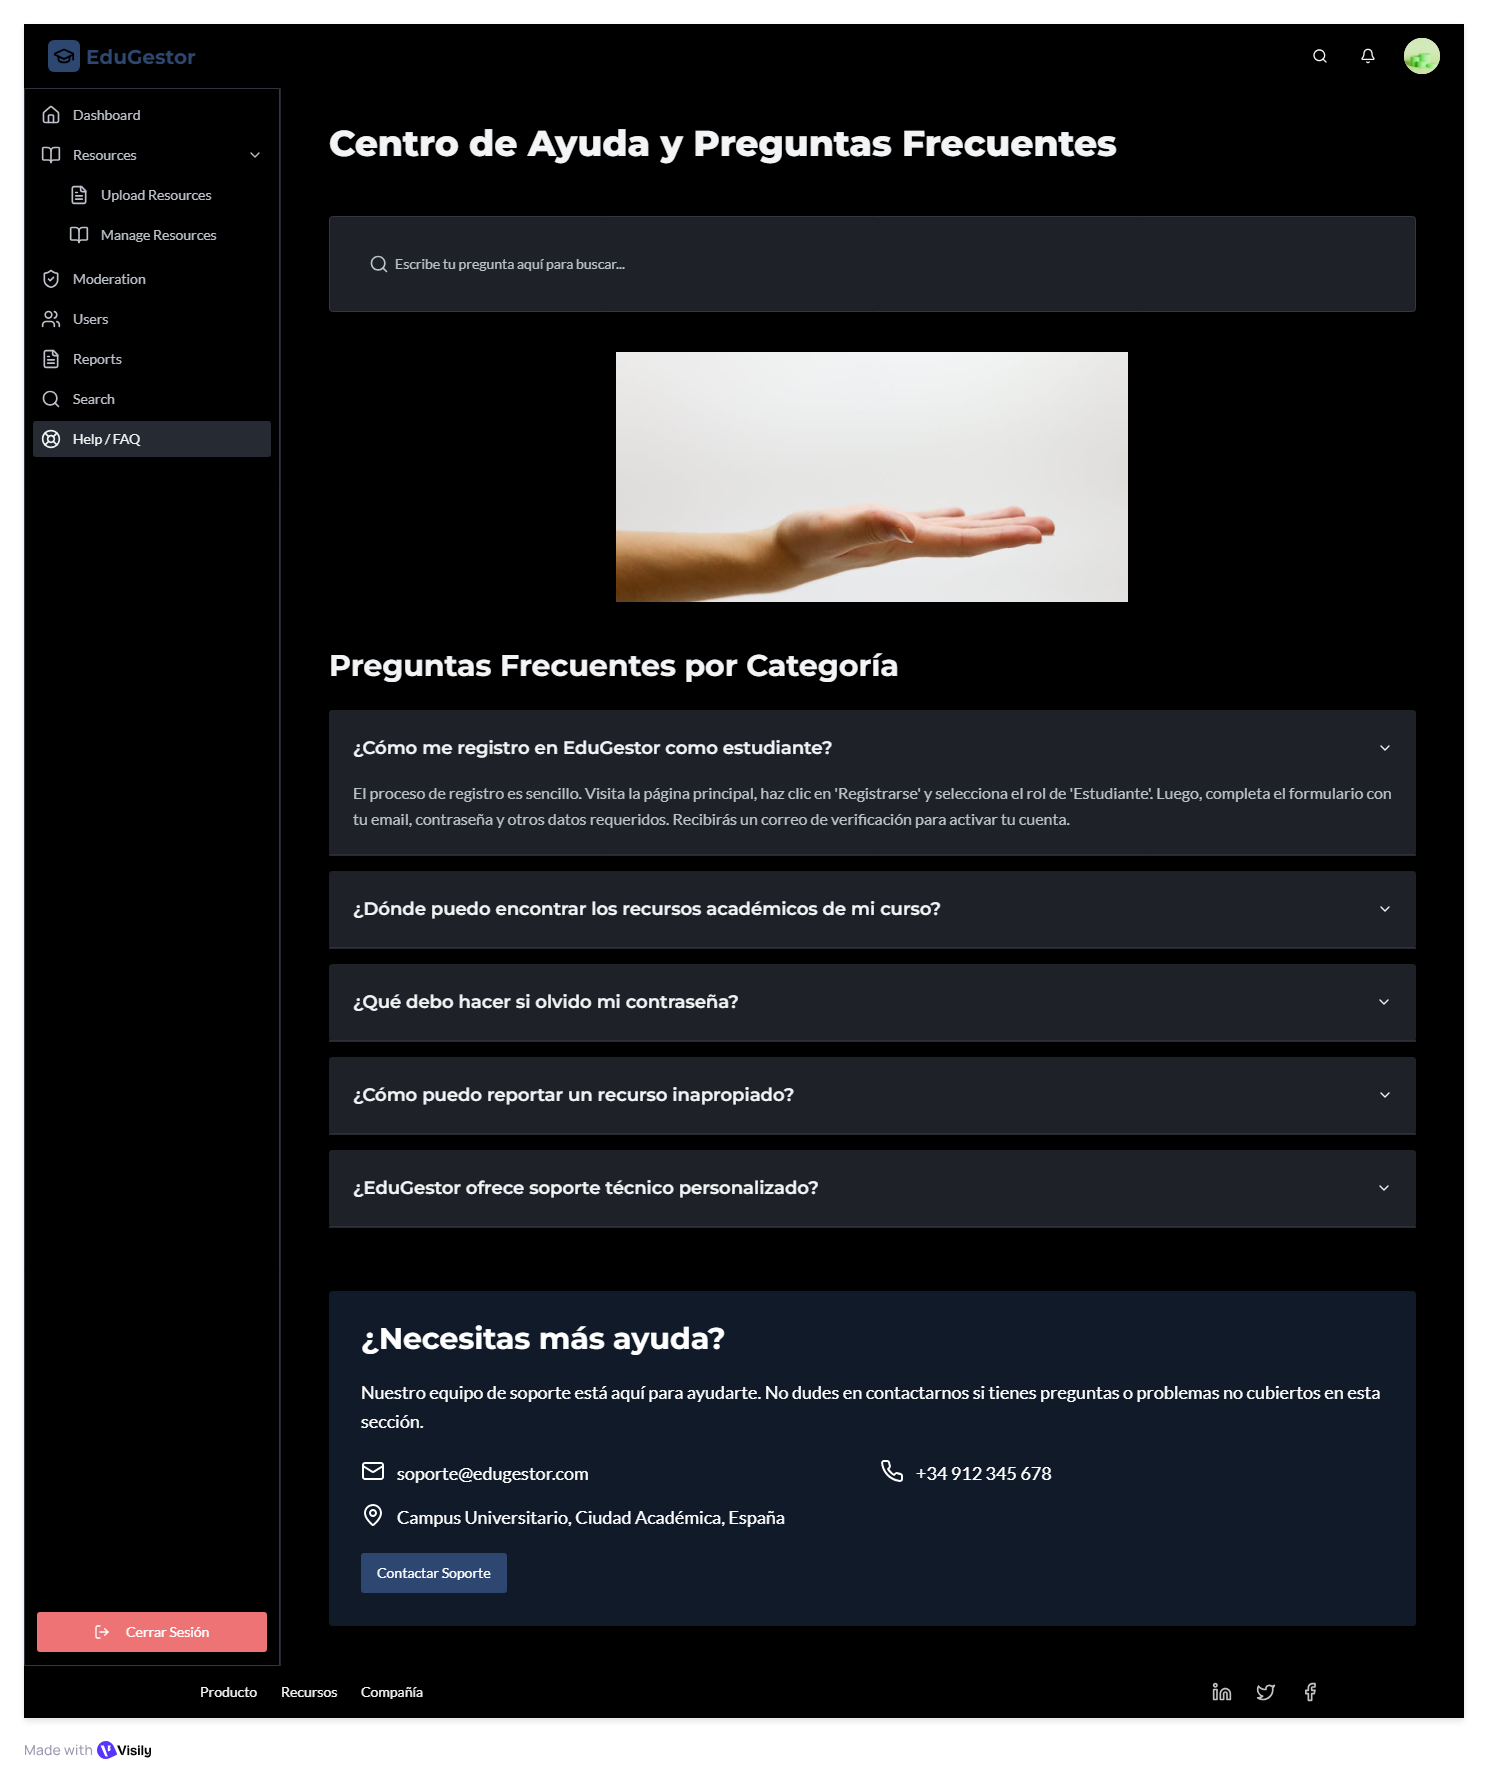 EduGestor
Dashboard
Resources
Upload Resources
Manage Resources
Moderation
Users
Reports
Search
Help / FAQ
Cerrar Sesión
Centro de Ayuda y Preguntas Frecuentes
Escribe tu pregunta aquí para buscar...
Preguntas Frecuentes por Categoría
¿Cómo me registro en EduGestor como estudiante?
El proceso de registro es sencillo. Visita la página principal, haz clic en 'Registrarse' y selecciona el rol de 'Estudiante'. Luego, completa el formulario con
tu email, contraseña y otros datos requeridos. Recibirás un correo de verificación para activar tu cuenta.
¿Dónde puedo encontrar los recursos académicos de mi curso?
¿Qué debo hacer si olvido mi contraseña?
¿Cómo puedo reportar un recurso inapropiado?
¿EduGestor ofrece soporte técnico personalizado?
¿Necesitas más ayuda?
Nuestro equipo de soporte está aquí para ayudarte. No dudes en contactarnos si tienes preguntas o problemas no cubiertos en esta
sección.
soporte@edugestor.com
+34 912 345 678
Campus Universitario, Ciudad Académica, España
Contactar Soporte
Producto Recursos Compañía
Made with Visily